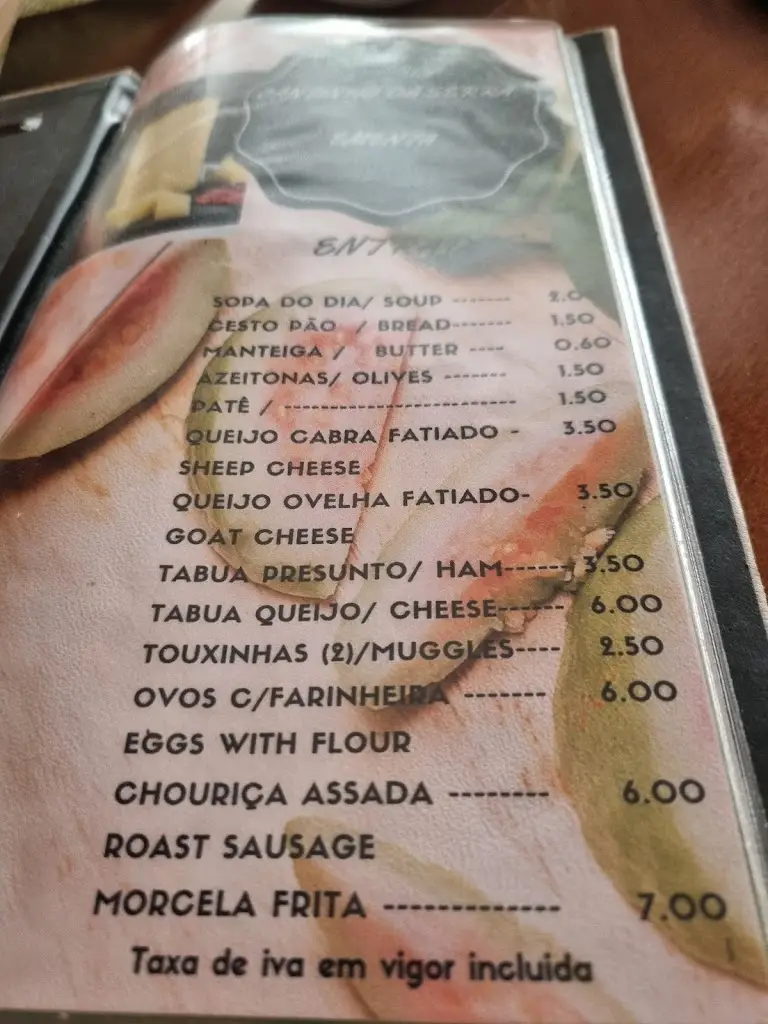 EMENTA
SOPA DO DIA/ SOUP -------
CESTO PÃO / BREAD------- 1.50
MANTEIGA / BUTTER ---- 0.60
AZEITONAS/ OLIVES ------- 1.50
PATÊ / ------------------------- 1.50
QUEIJO CABRA FATIADO - 3.50
SHEEP CHEESE
QUEIJO OVELHA FATIADO- 3.50
GOAT CHEESE
TABUA PRESUNTO/ HAM------ 3.50
TABUA QUEIJO/ CHEESE------ 6.00
TOUXINHAS (2)/MUGGLES---- 2.50
OVOS C/FARINHEIRA ------- 6.00
EGGS WITH FLOUR
CHOURIÇA ASSADA -------- 6.00
ROAST SAUSAGE
MORCELA FRITA ------------- 7.00
Taxa de iva em vigor incluida